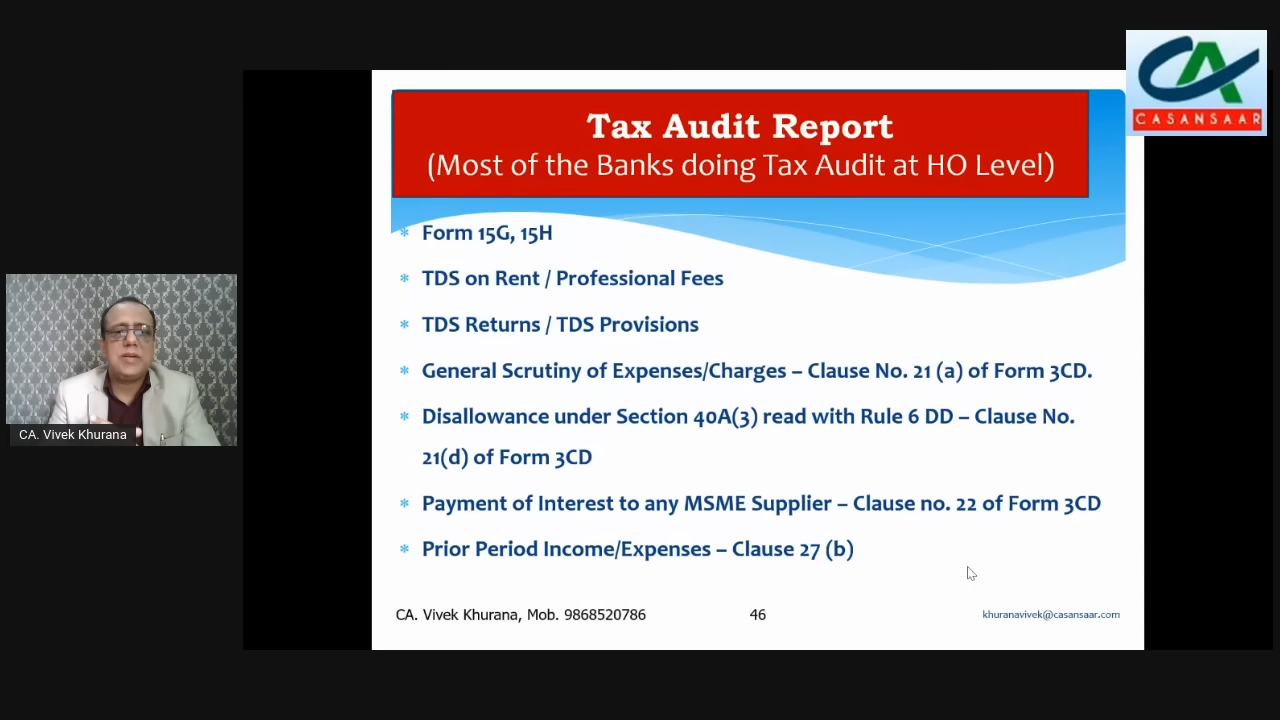 CASANSAAR
Tax Audit Report
(Most of the Banks doing Tax Audit at HO Level)
* Form 15G, 15H
* TDS on Rent / Professional Fees
* TDS Returns / TDS Provisions
* General Scrutiny of Expenses/Charges – Clause No. 21 (a) of Form 3CD.
* Disallowance under Section 40A(3) read with Rule 6 DD – Clause No.
21(d) of Form 3CD
* Payment of Interest to any MSME Supplier – Clause no. 22 of Form 3CD
* Prior Period Income/Expenses – Clause 27 (b)
CA. Vivek Khurana, Mob. 9868520786
46
khuranavivek@casansaar.com
CA. Vivek Khurana